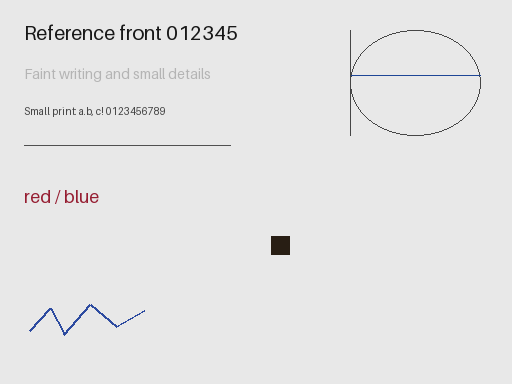 Reference front 012345
Faint writing and small details
Small print a.b, c! 0123456789
red / blue